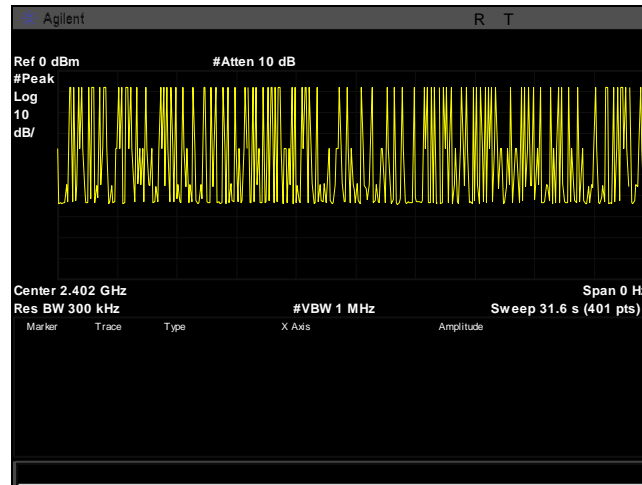 Agilent R T
Ref 0 dBm #Atten 10 dB
#Peak
Log
10
dB/
Center 2.402 GHz Span 0 Hz
Res BW 300 kHz #VBW 1 MHz Sweep 31.6 s (401 pts)
Marker Trace Type X Axis Amplitude